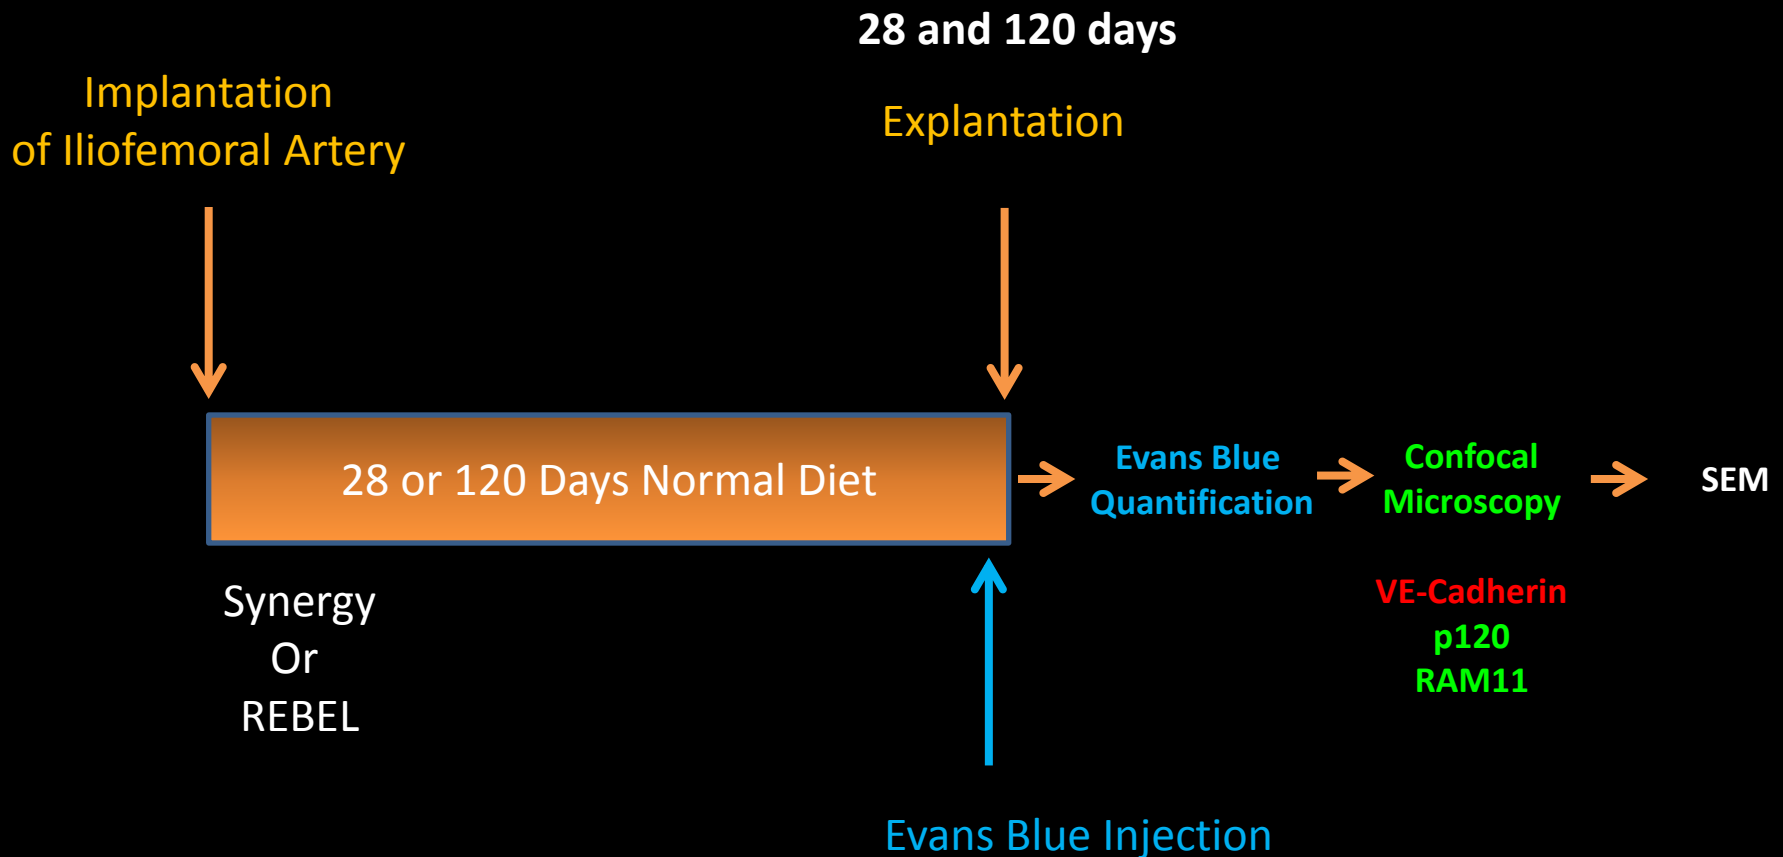 28 and 120 days
Implantation
of Iliofemoral Artery
Explantation
28 or 120 Days Normal Diet
Evans Blue
Quantification
Confocal
Microscopy
SEM
Synergy
Or
REBEL
VE-Cadherin
p120
RAM11
Evans Blue Injection